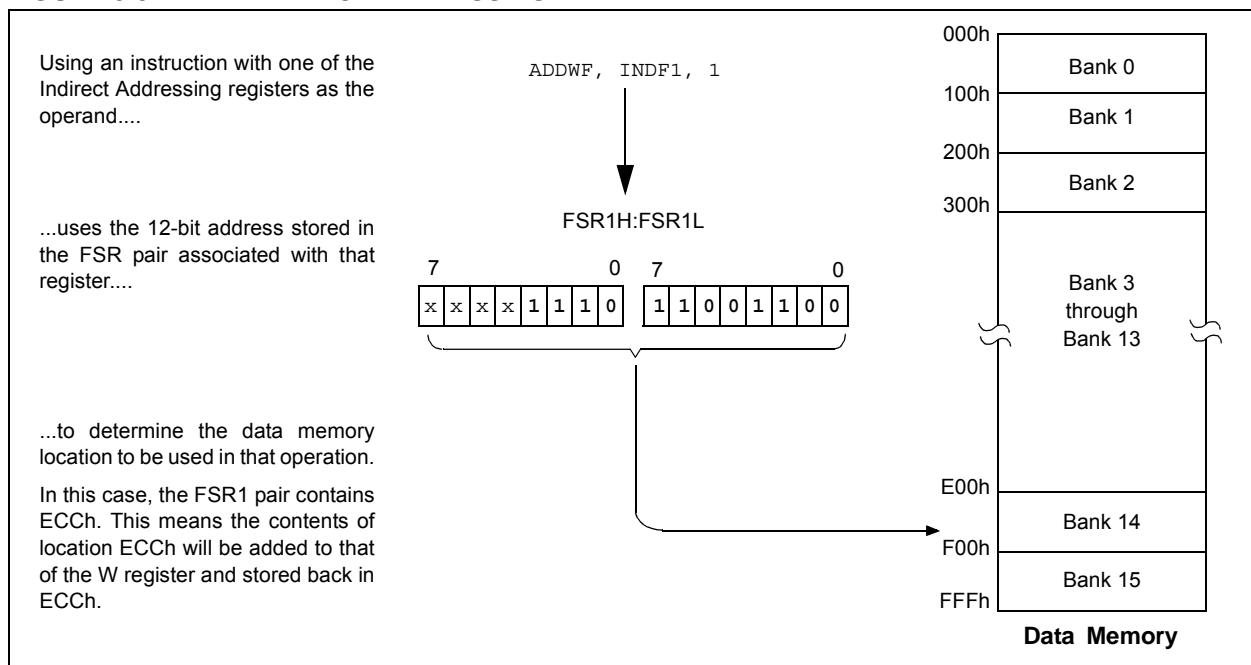 Using an instruction with one of the
Indirect Addressing registers as the
operand....
ADDWF, INDF1, 1
...uses the 12-bit address stored in
the FSR pair associated with that
register....
FSR1H:FSR1L
7 0 7 0
x x x x 1 1 1 0 1 1 0 0 1 1 0 0
...to determine the data memory
location to be used in that operation.
In this case, the FSR1 pair contains
ECCh. This means the contents of
location ECCh will be added to that
of the W register and stored back in
ECCh.
000h
Bank 0
100h
Bank 1
200h
Bank 2
300h
Bank 3
through
Bank 13
E00h
Bank 14
F00h
Bank 15
FFFh
Data Memory